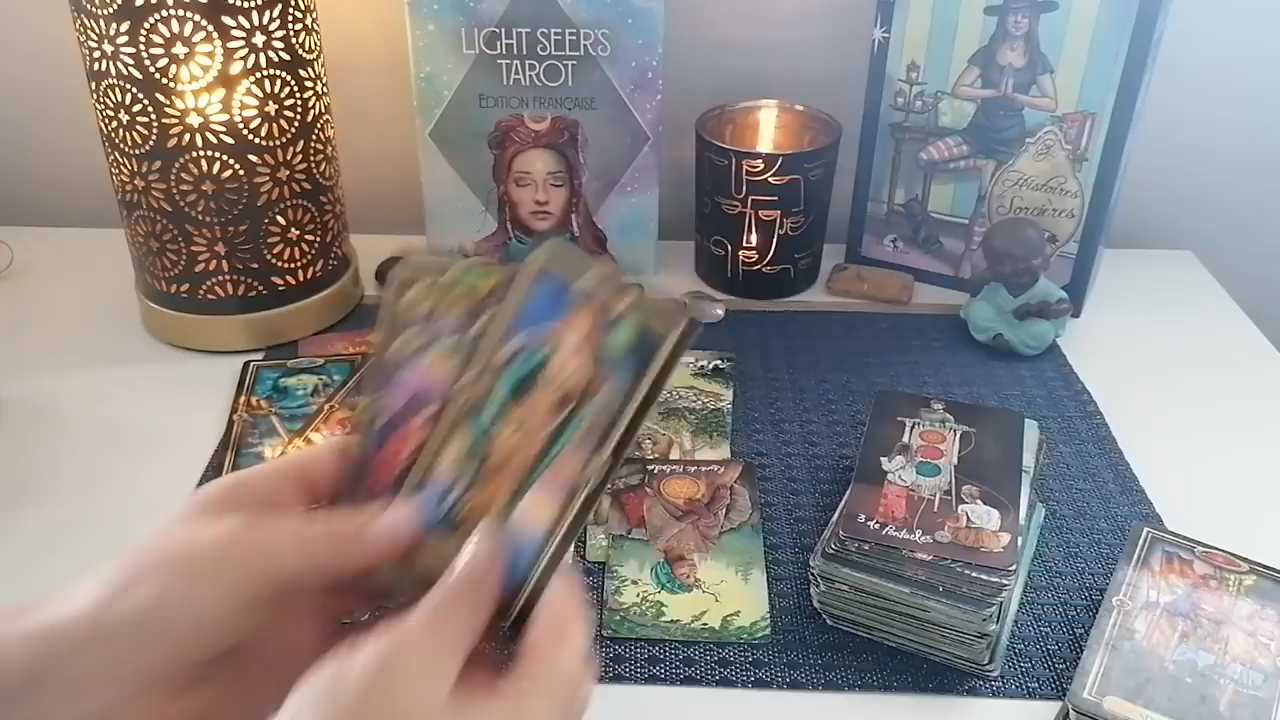 LIGHT SEER'S
TAROT
ÉDITION FRANÇAISE
Histoires
Sorcières
3 de Pentacles